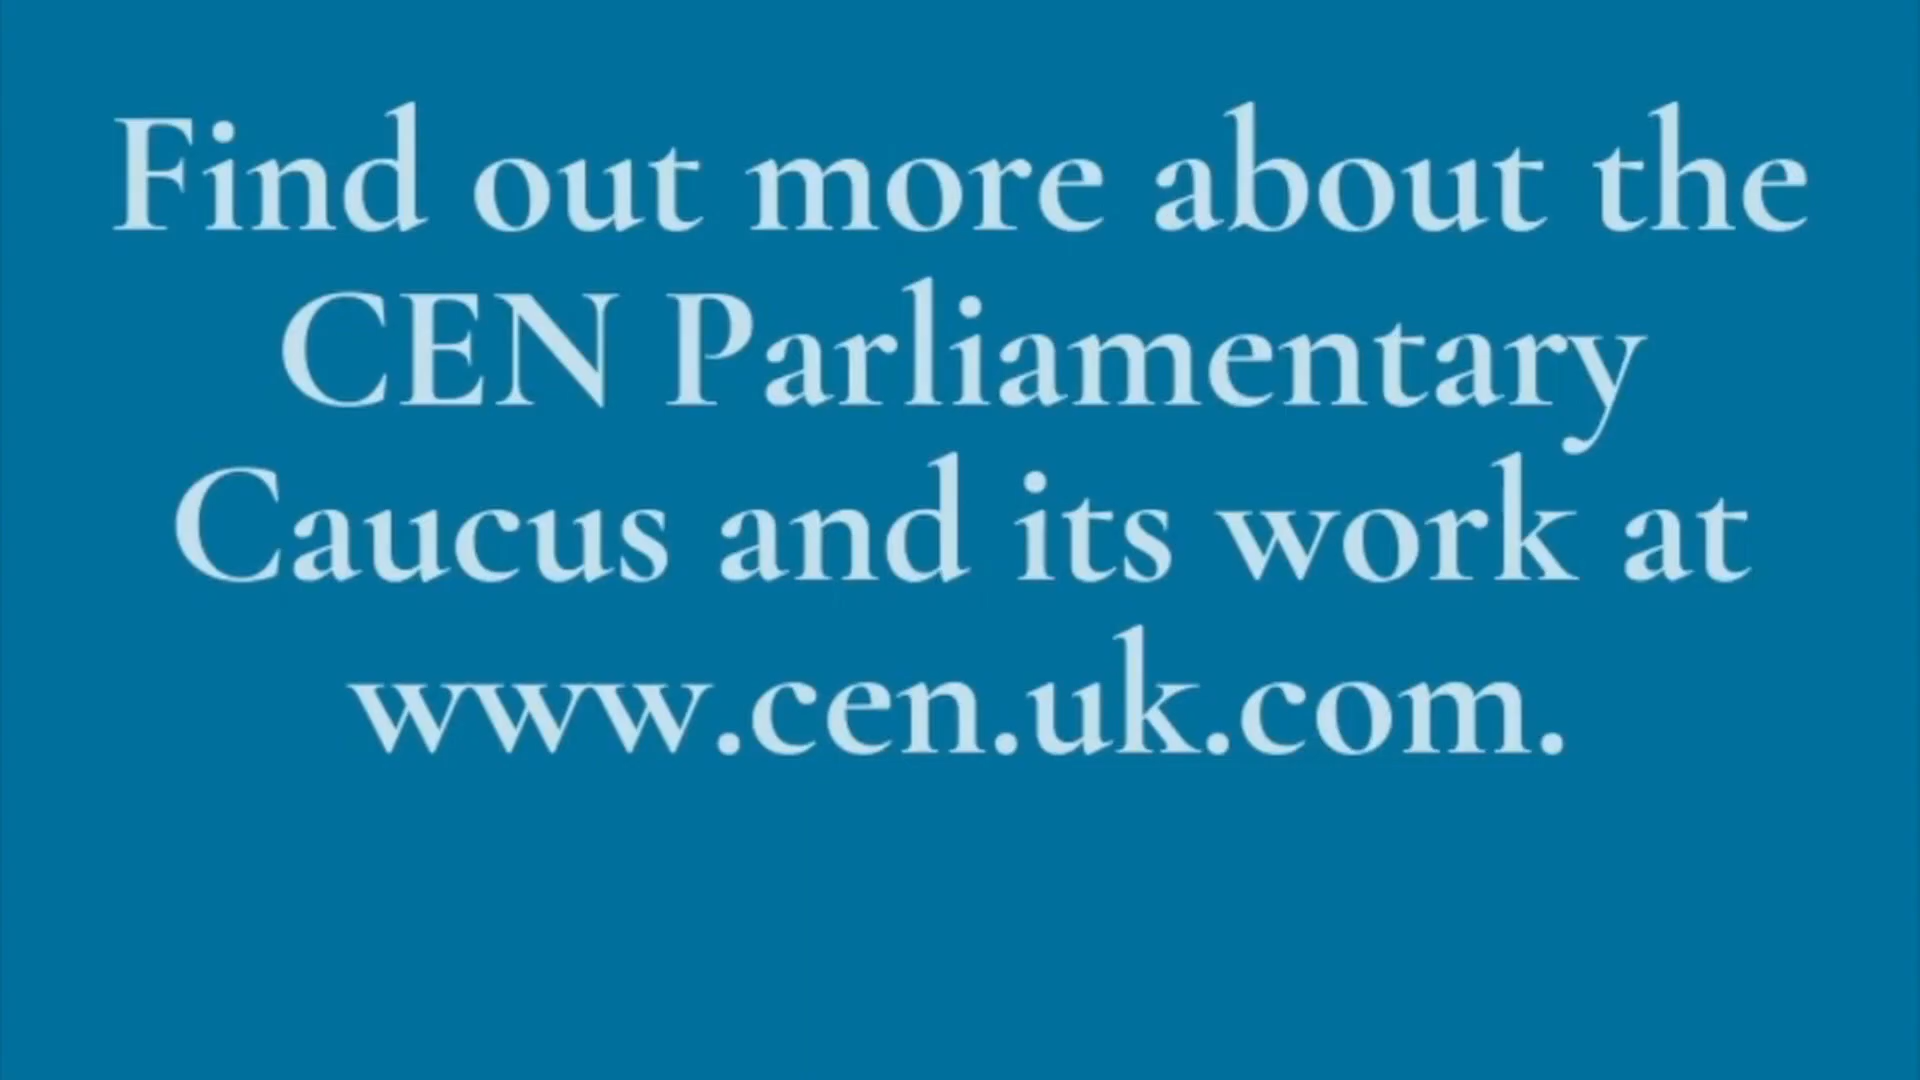 Find out more about the
CEN Parliamentary
Caucus and its work at
www.cen.uk.com.